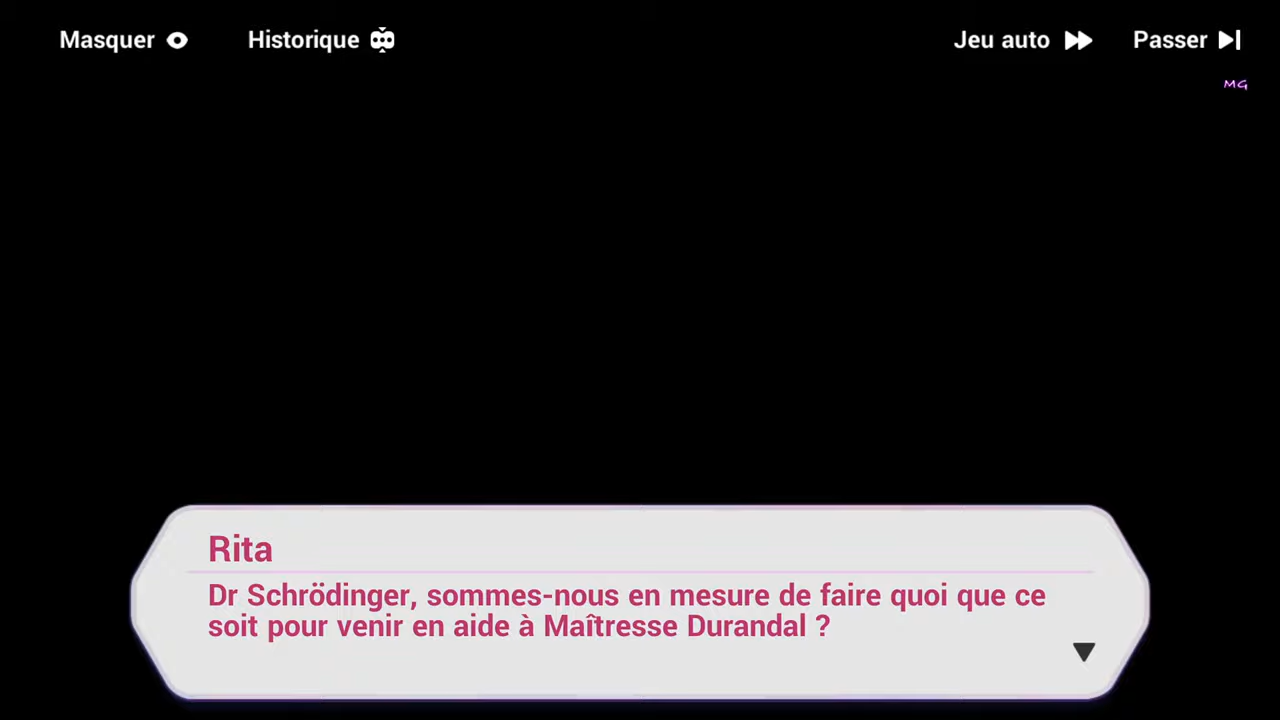 Masquer
Historique
Jeu auto
Passer
MG
Rita
Dr Schrödinger, sommes-nous en mesure de faire quoi que ce
soit pour venir en aide à Maîtresse Durandal ?